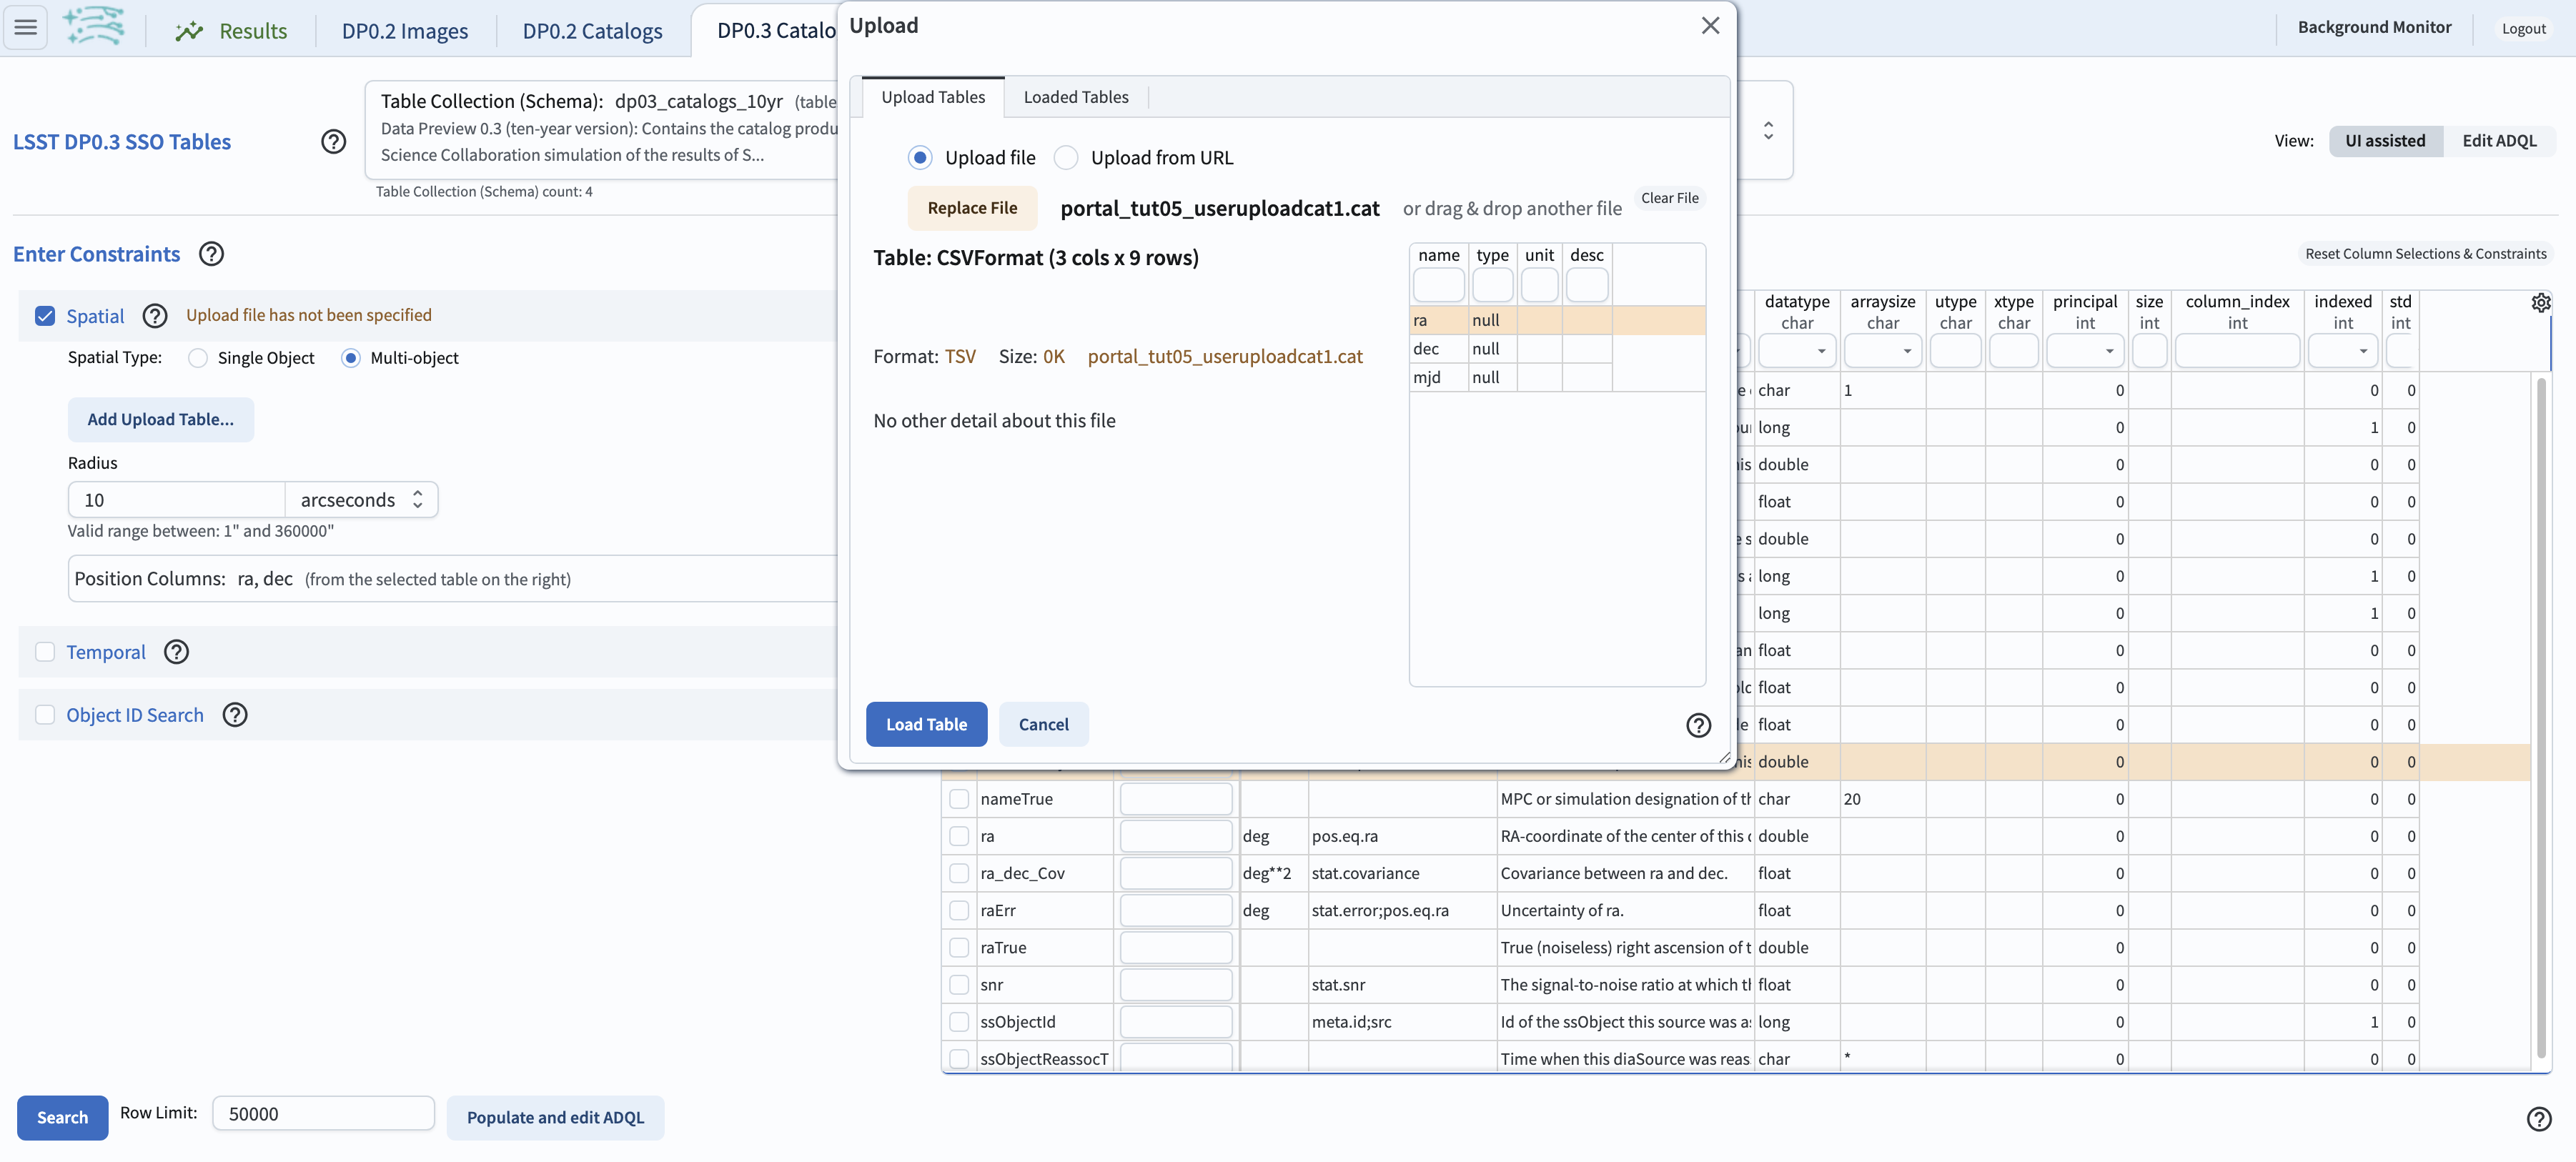 Results
DP0.2 Images
DP0.2 Catalogs
DP0.3 Catalo
Background Monitor
Logout
LSST DP0.3 SSO Tables
Table Collection (Schema): dp03_catalogs_10yr (table
Data Preview 0.3 (ten-year version): Contains the catalog produ
Science Collaboration simulation of the results of S...
Table Collection (Schema) count: 4
View: UI assisted Edit ADQL
Enter Constraints
Reset Column Selections & Constraints
Spatial Upload file has not been specified
Spatial Type: Single Object Multi-object
Add Upload Table...
Radius
10 arcseconds
Valid range between: 1" and 360000"
Position Columns: ra, dec (from the selected table on the right)
Temporal
Object ID Search
Upload
Upload Tables Loaded Tables
Upload file Upload from URL
Replace File portal_tut05_useruploadcat1.cat or drag & drop another file Clear File
Table: CSVFormat (3 cols x 9 rows)
Format: TSV Size: 0K portal_tut05_useruploadcat1.cat
No other detail about this file
name type unit desc
ra null
dec null
mjd null
Load Table Cancel
datatype arraysize utype xtype principal size column_index indexed std
char char char char int int int int int
char 1 0 0 0
long 0 1 0
double 0 0 0
float 0 0 0
double 0 0 0
long 0 1 0
long 0 1 0
float 0 0 0
float 0 0 0
float 0 0 0
double 0 0 0
nameTrue MPC or simulation designation of th char 20 0 0 0
ra deg pos.eq.ra RA-coordinate of the center of this double 0 0 0
ra_dec_Cov deg**2 stat.covariance Covariance between ra and dec. float 0 0 0
raErr deg stat.error;pos.eq.ra Uncertainty of ra. float 0 0 0
raTrue True (noiseless) right ascension of t double 0 0 0
snr stat.snr The signal-to-noise ratio at which th float 0 0 0
ssObjectId meta.id;src Id of the ssObject this source was a long 0 1 0
ssObjectReassocT Time when this diaSource was reas char * 0 0 0
Search Row Limit: 50000 Populate and edit ADQL